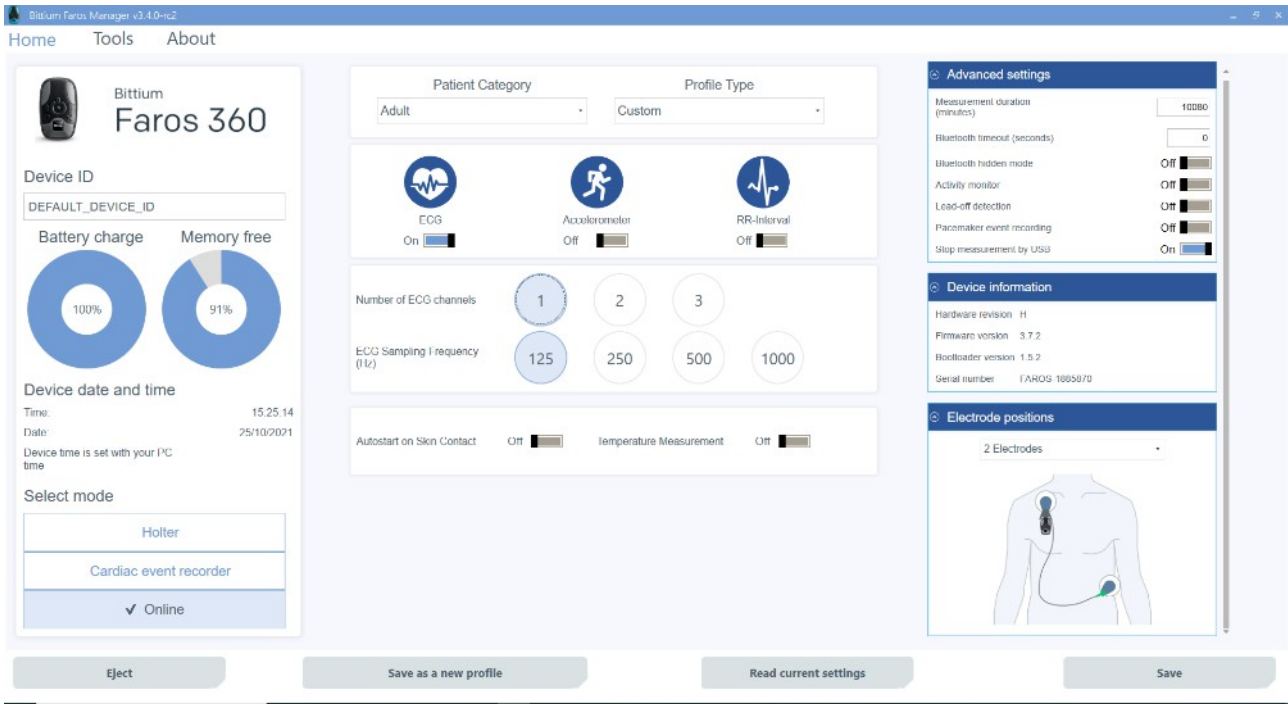 Bittium Faros Manager v3.4.0-rc2
Home Tools About
Bittium
Faros 360
Device ID
DEFAULT_DEVICE_ID
Battery charge Memory free
100% 91%
Device date and time
Time: 15.25.14
Date: 25/10/2021
Device time is set with your PC
time
Select mode
Holter
Cardiac event recorder
✓ Online
Patient Category Profile Type
Adult Custom
ECG Accelerometer RR-Interval
On Off Off
Number of ECG channels 1 2 3
ECG Sampling Frequency
(Hz) 125 250 500 1000
Autostart on Skin Contact Off Temperature Measurement Off
Advanced settings
Measurement duration
(minutes) 10080
Bluetooth timeout (seconds) 0
Bluetooth hidden mode Off
Activity monitor Off
Lead-off detection Off
Pacemaker event recording Off
Stop measurement by USB On
Device information
Hardware revision H
Firmware version 3.7.2
Bootloader version 1.5.2
Serial number FAROS-1885870
Electrode positions
2 Electrodes
Eject Save as a new profile Read current settings Save